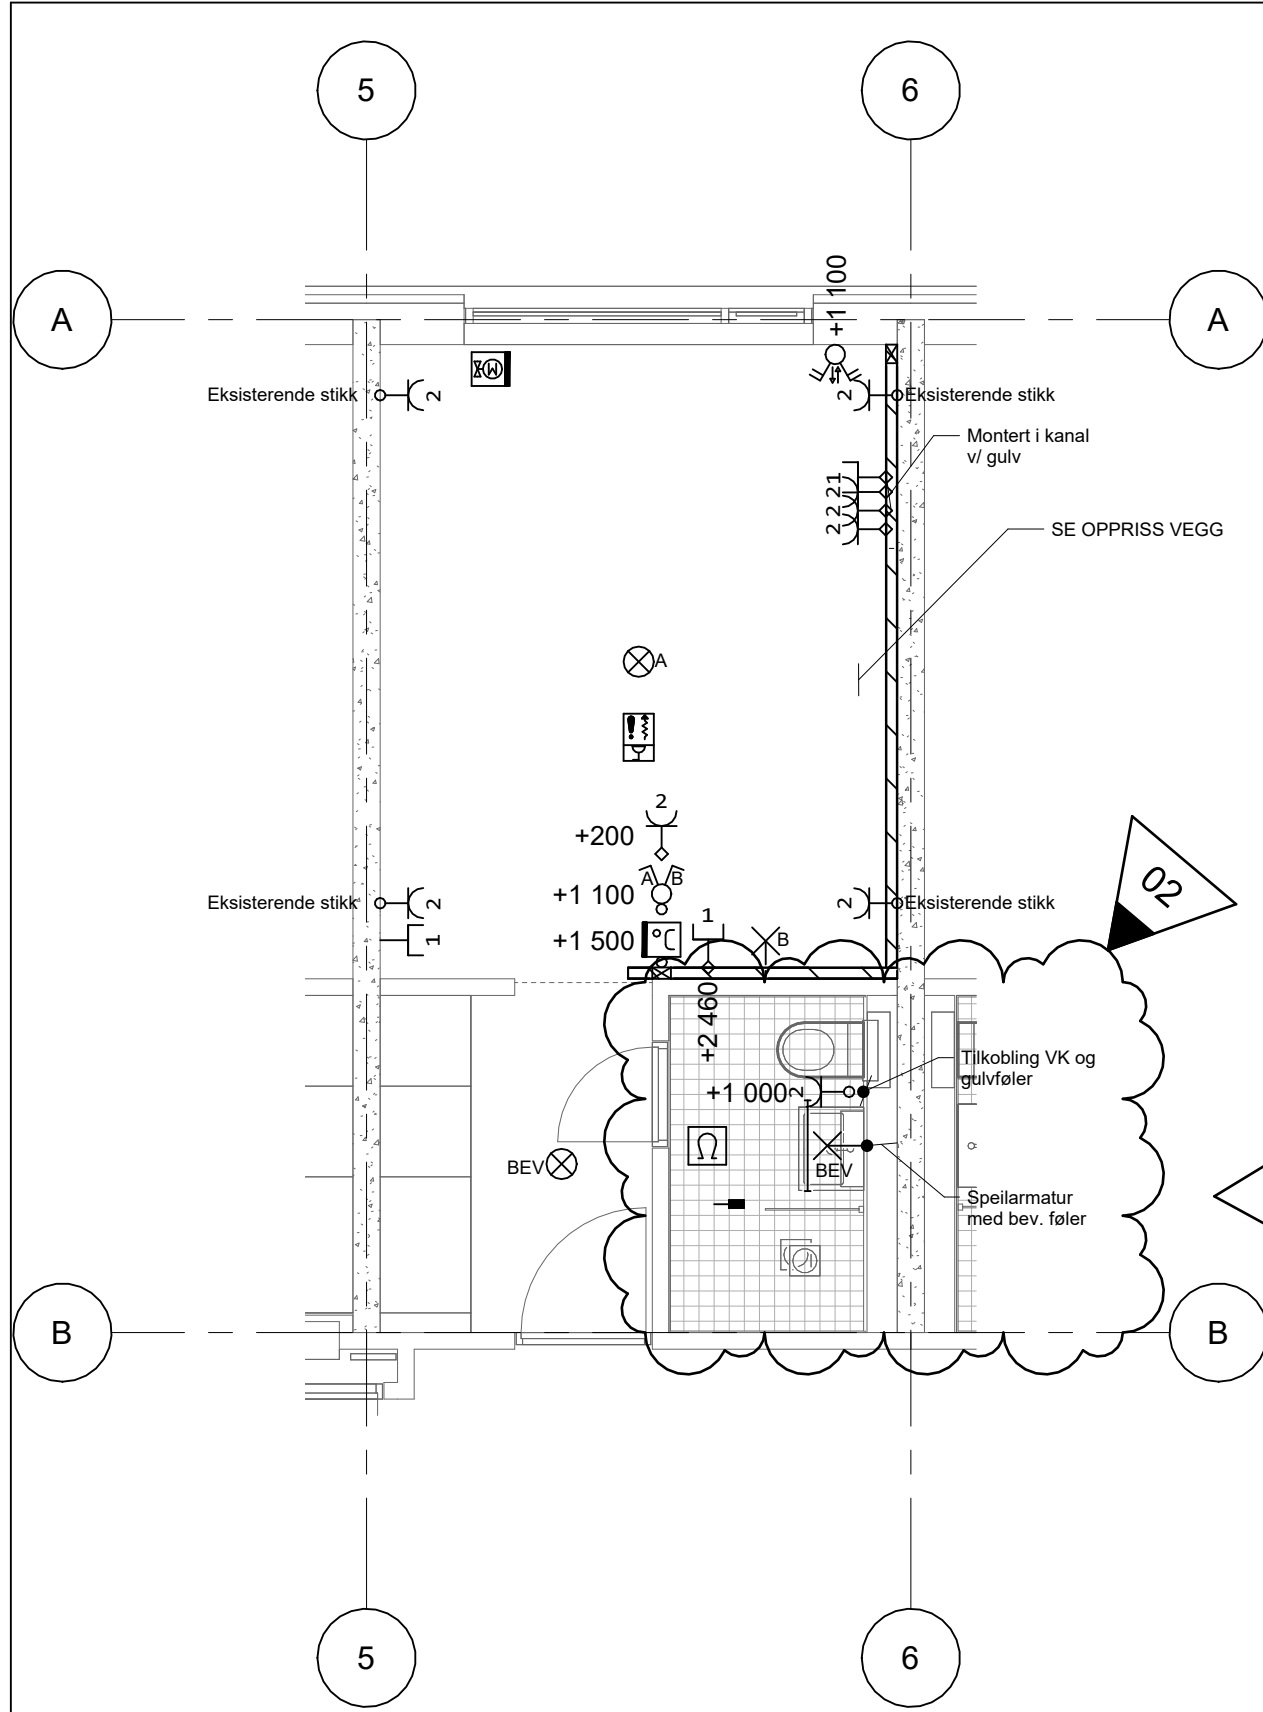 5
6
+1 100
A
A
M
Eksisterende stikk
2
2
Eksisterende stikk
Montert i kanal
v/ gulv
1
2
2
2
SE OPPRISS VEGG
A
2
+200
A B
+1 100
Eksisterende stikk
2
2
Eksisterende stikk
02
1
+1 500
1
B
+2 460
Tilkobling VK og
gulvføler
+1 000
2
Ω
BEV
BEV
Speilarmatur
med bev. føler
B
B
5
6